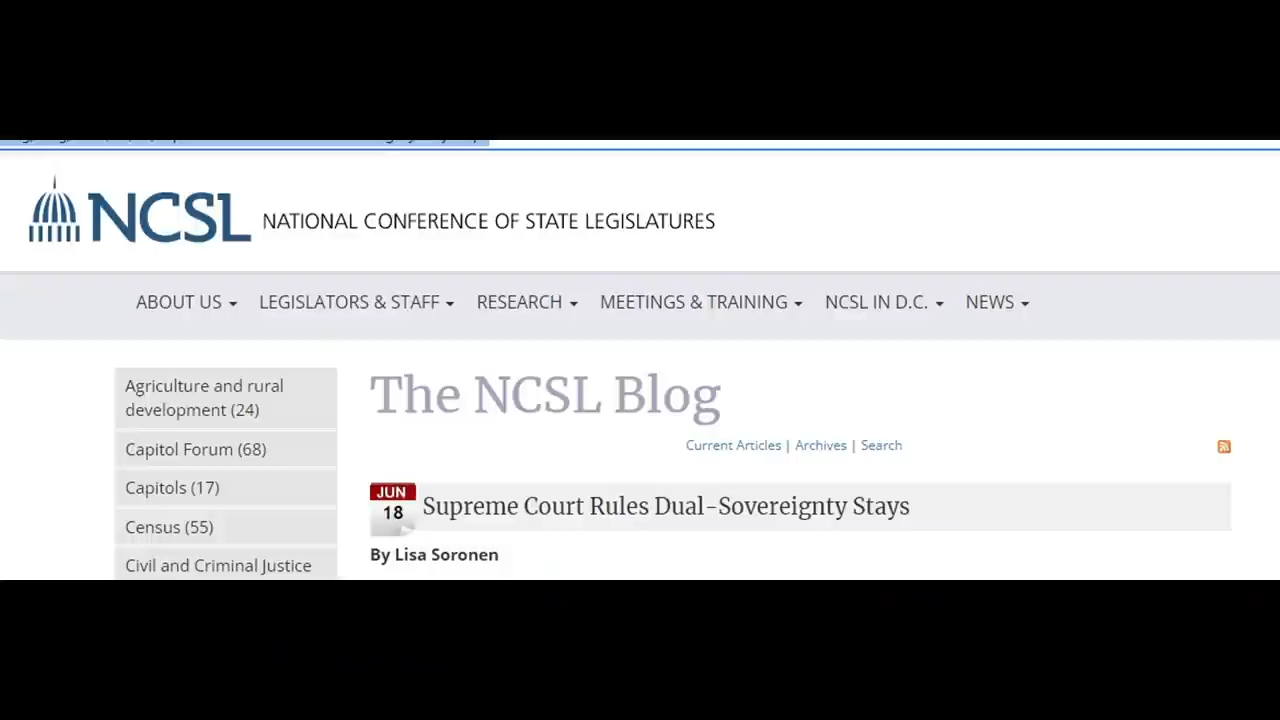 NCSL NATIONAL CONFERENCE OF STATE LEGISLATURES
ABOUT US LEGISLATORS & STAFF RESEARCH MEETINGS & TRAINING NCSL IN D.C. NEWS
Agriculture and rural
development (24)
Capitol Forum (68)
Capitols (17)
Census (55)
Civil and Criminal Justice
The NCSL Blog
Current Articles | Archives | Search
JUN
18
Supreme Court Rules Dual-Sovereignty Stays
By Lisa Soronen